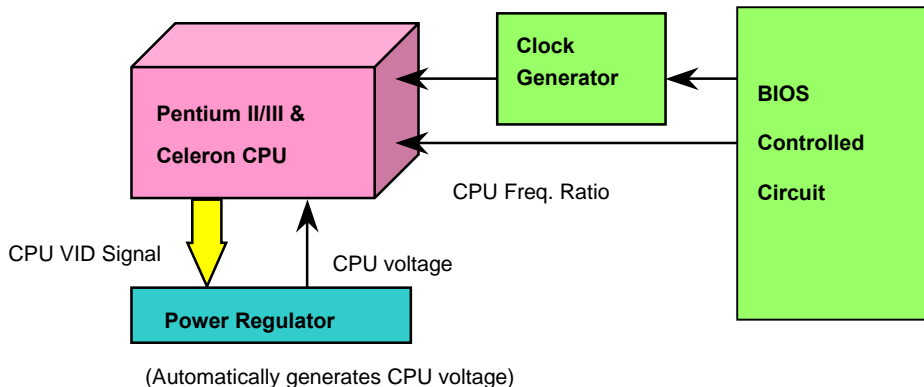 Clock
Generator
BIOS
Controlled
Circuit
Pentium II/III &
Celeron CPU
CPU Freq. Ratio
CPU VID Signal
CPU voltage
Power Regulator
(Automatically generates CPU voltage)